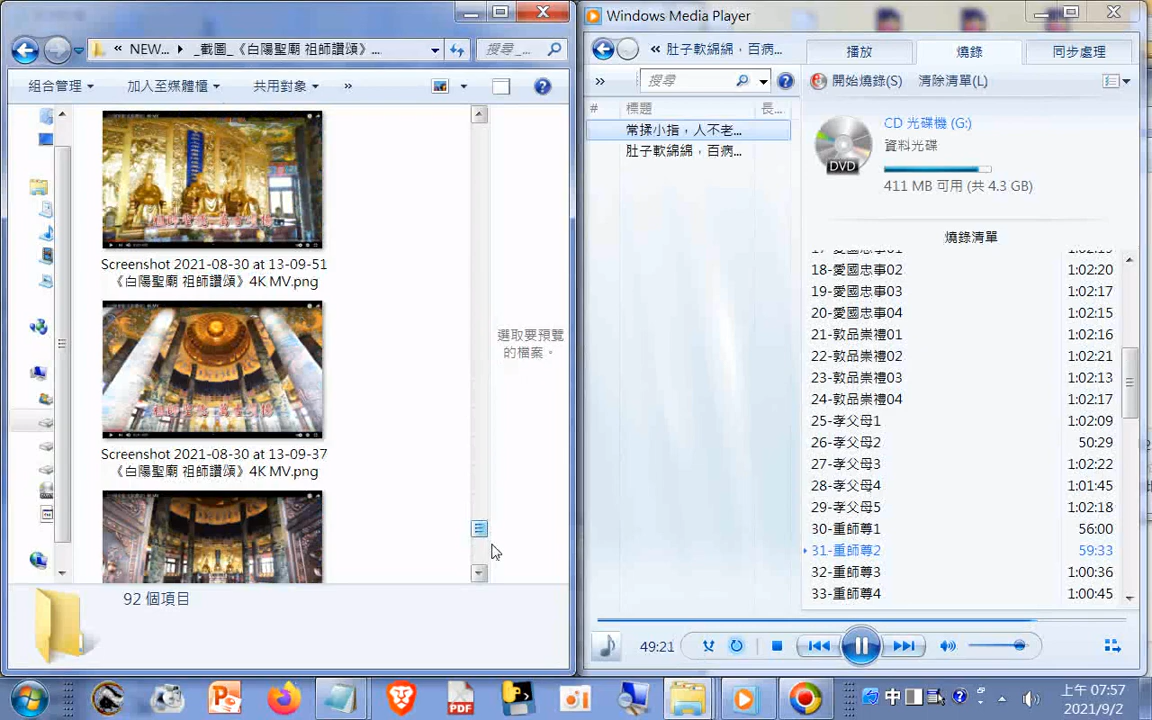 « NEW... ▸ _截圖_《白陽聖廟 祖師讚頌》...
搜尋_...
組合管理
加入至媒體櫃
共用對象
»
Screenshot 2021-08-30 at 13-09-51
《白陽聖廟 祖師讚頌》4K MV.png
Screenshot 2021-08-30 at 13-09-37
《白陽聖廟 祖師讚頌》4K MV.png
選取要預覽
的檔案。
92 個項目
Windows Media Player
« 肚子軟綿綿，百病...
播放
燒錄
同步處理
»
搜尋
開始燒錄(S)
清除清單(L)
# 標題 長...
常揉小指，人不老...
肚子軟綿綿，百病...
CD 光碟機 (G:)
資料光碟
DVD
411 MB 可用 (共 4.3 GB)
燒錄清單
18-愛國忠事02 1:02:20
19-愛國忠事03 1:02:17
20-愛國忠事04 1:02:15
21-敦品崇禮01 1:02:16
22-敦品崇禮02 1:02:21
23-敦品崇禮03 1:02:13
24-敦品崇禮04 1:02:17
25-孝父母1 1:02:09
26-孝父母2 50:29
27-孝父母3 1:02:22
28-孝父母4 1:01:45
29-孝父母5 1:02:18
30-重師尊1 56:00
31-重師尊2 59:33
32-重師尊3 1:00:36
33-重師尊4 1:00:45
49:21
PDF
中
上午 07:57
2021/9/2